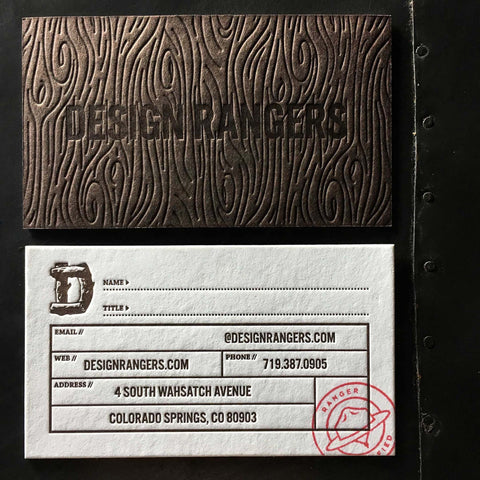 DESIGN RANGERS
D
NAME
TITLE
EMAIL // @DESIGNRANGERS.COM
WEB // DESIGNRANGERS.COM PHONE // 719.387.0905
ADDRESS // 4 SOUTH WAHSATCH AVENUE
COLORADO SPRINGS, CO 80903
RANGER